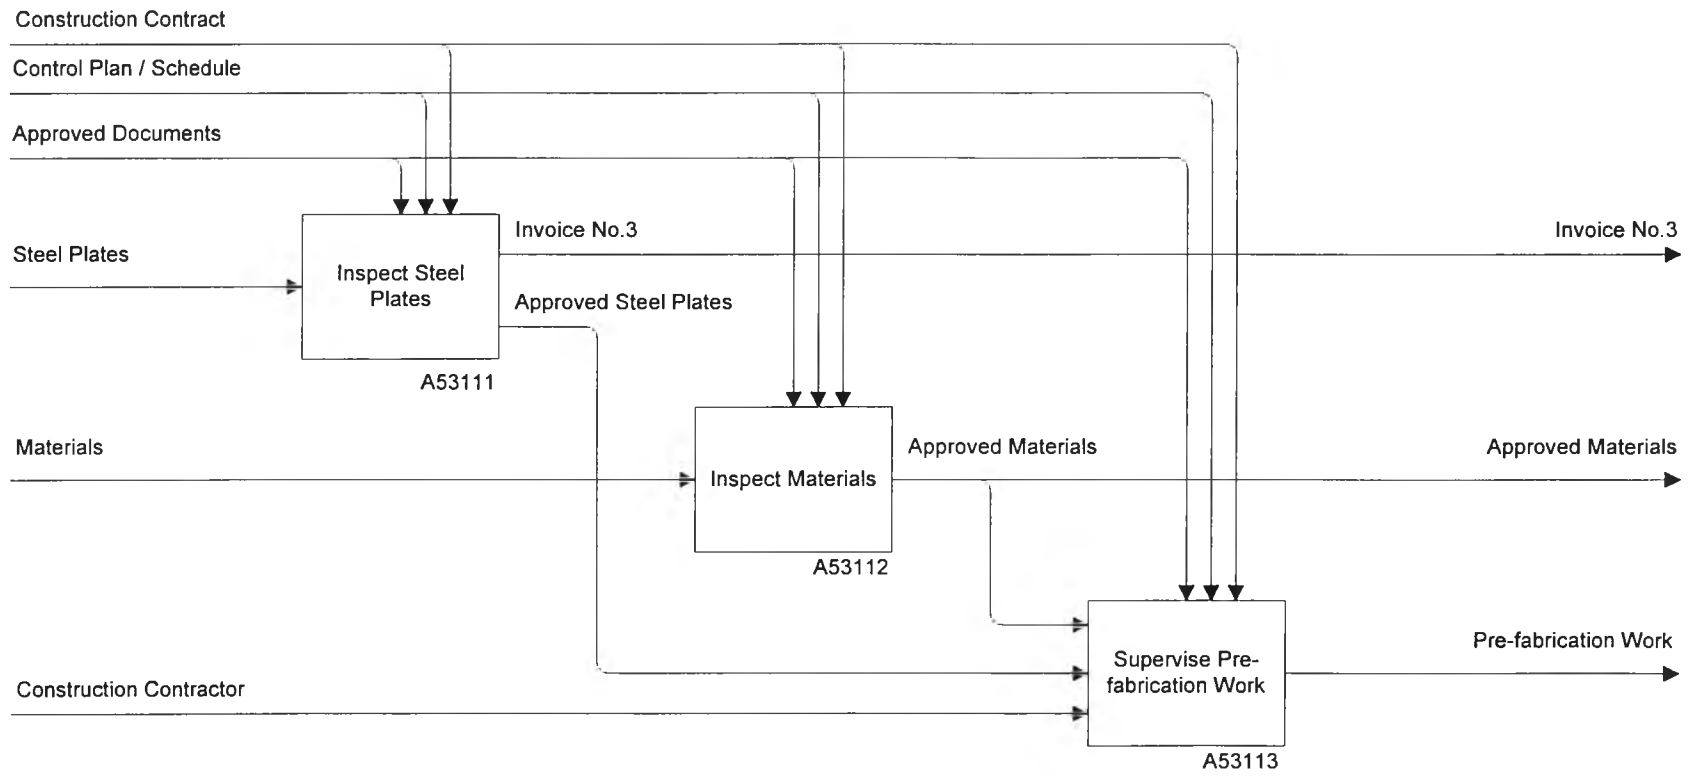 Construction Contract
Control Plan / Schedule
Approved Documents
Steel Plates
Inspect Steel
Plates
A53111
Invoice No.3
Invoice No.3
Approved Steel Plates
Materials
Inspect Materials
A53112
Approved Materials
Approved Materials
Construction Contractor
Supervise Pre-
fabrication Work
A53113
Pre-fabrication Work